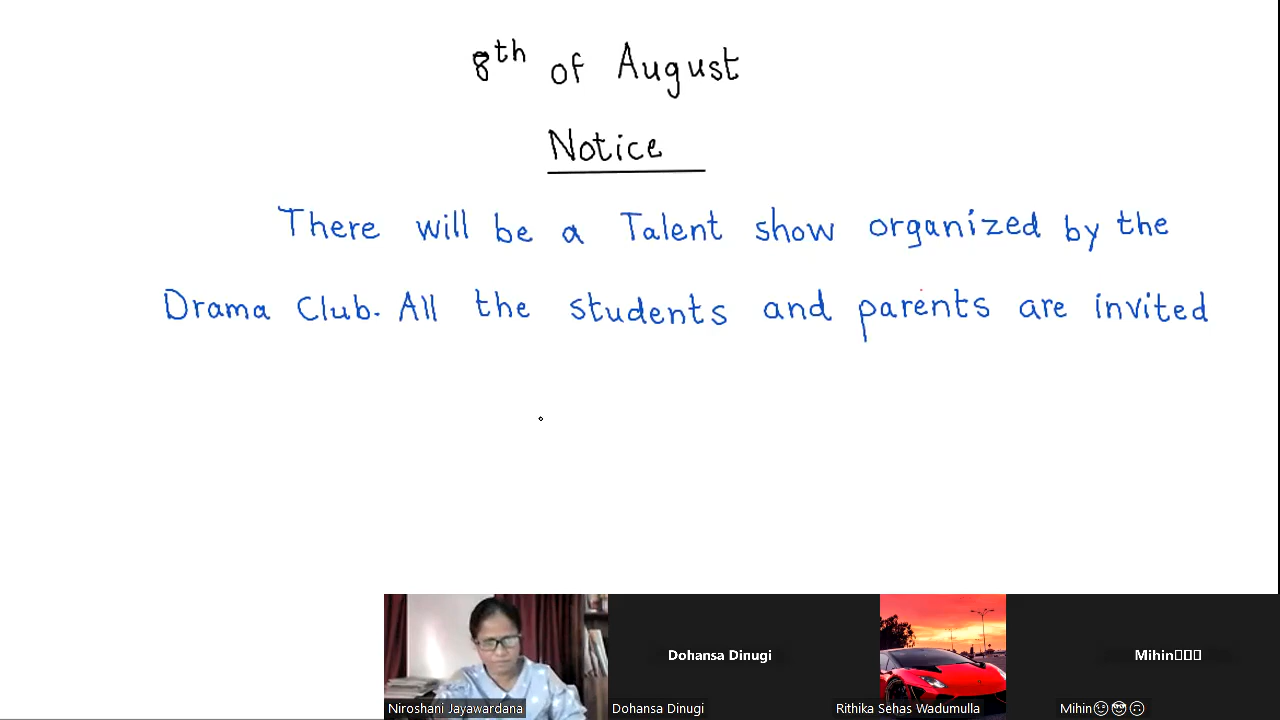 8th of August
Notice
There will be a Talent show organized by the
Drama Club. All the students and parents are invited
Dohansa Dinugi
Mihin
Niroshani Jayawardana
Dohansa Dinugi
Rithika Sehas Wadumulla
Mihin😉😎🙃